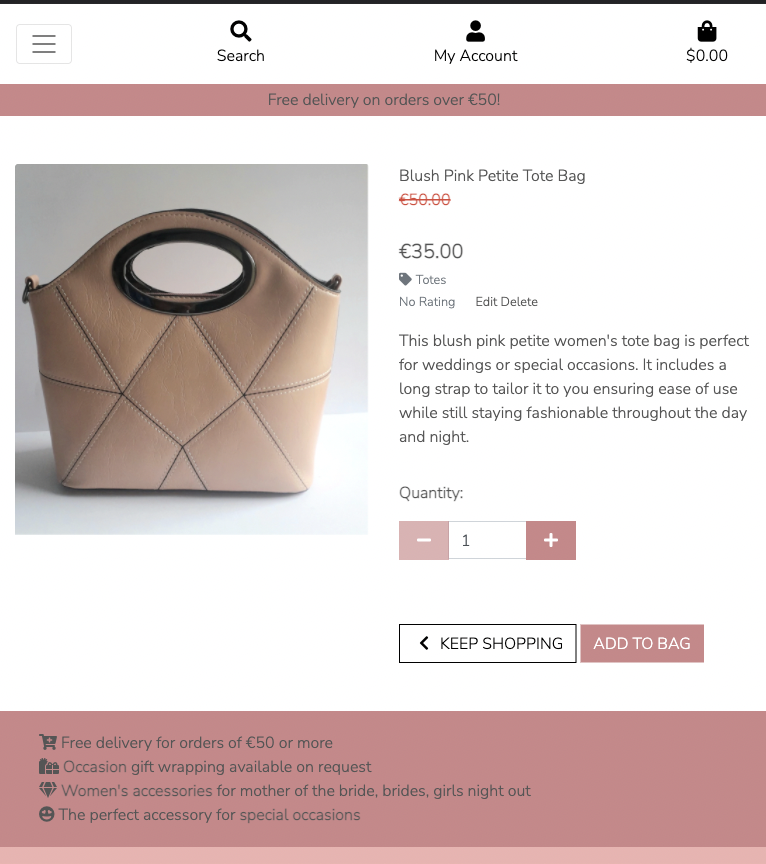 Search
My Account
$0.00
Free delivery on orders over €50!
Blush Pink Petite Tote Bag
€50.00
€35.00
Totes
No Rating Edit Delete
This blush pink petite women's tote bag is perfect
for weddings or special occasions. It includes a
long strap to tailor it to you ensuring ease of use
while still staying fashionable throughout the day
and night.
Quantity:
1
KEEP SHOPPING ADD TO BAG
Free delivery for orders of €50 or more
Occasion gift wrapping available on request
Women's accessories for mother of the bride, brides, girls night out
The perfect accessory for special occasions